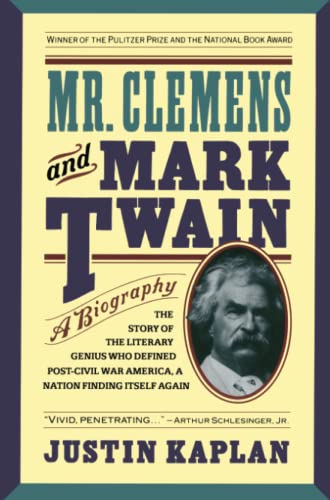 WINNER OF THE PULITZER PRIZE AND THE NATIONAL BOOK AWARD
MR. CLEMENS
and MARK
TWAIN
A Biography
THE
STORY OF
THE LITERARY
GENIUS WHO DEFINED
POST-CIVIL WAR AMERICA, A
NATION FINDING ITSELF AGAIN
"VIVID, PENETRATING..." —ARTHUR SCHLESINGER, JR.
JUSTIN KAPLAN